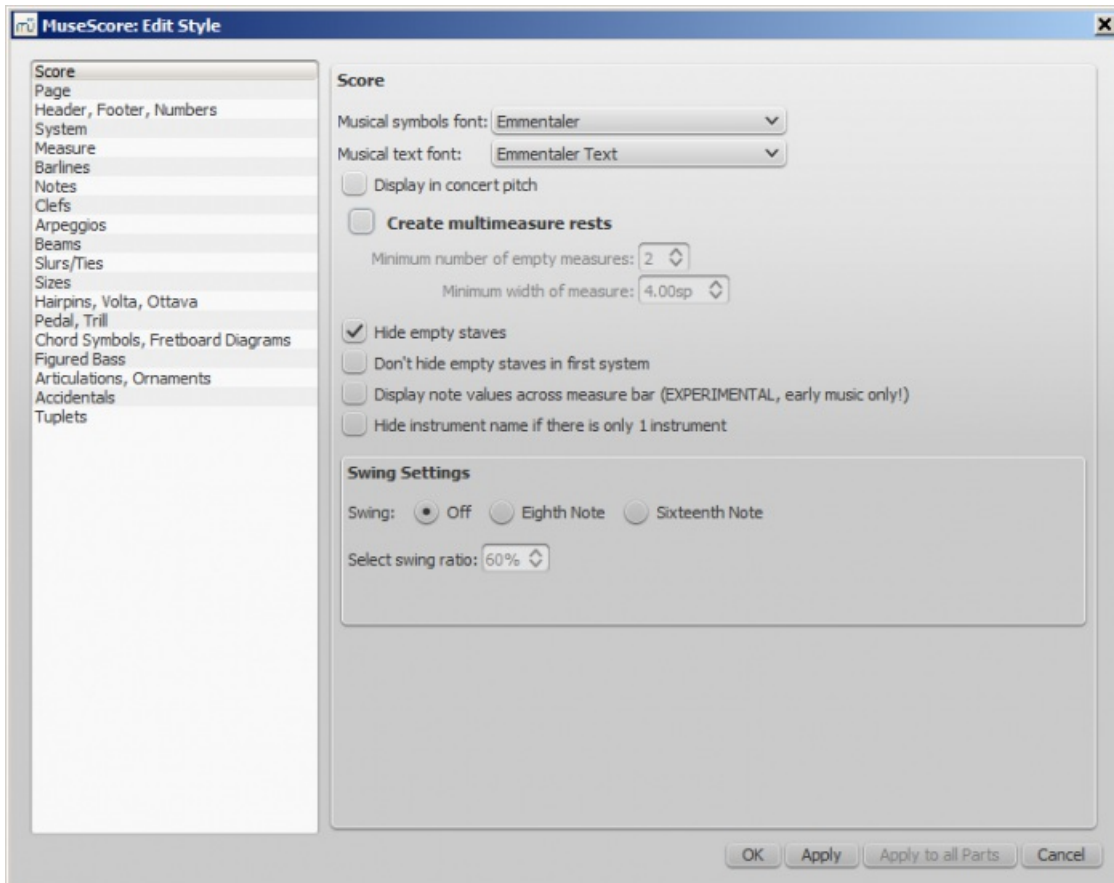 MuseScore: Edit Style
Score
Page
Header, Footer, Numbers
System
Measure
Barlines
Notes
Clefs
Arpeggios
Beams
Slurs/Ties
Sizes
Hairpins, Volta, Ottava
Pedal, Trill
Chord Symbols, Fretboard Diagrams
Figured Bass
Articulations, Ornaments
Accidentals
Tuplets
Score
Musical symbols font: Emmentaler
Musical text font: Emmentaler Text
Display in concert pitch
Create multimeasure rests
Minimum number of empty measures: 2
Minimum width of measure: 4.00sp
Hide empty staves
Don't hide empty staves in first system
Display note values across measure bar (EXPERIMENTAL, early music only!)
Hide instrument name if there is only 1 instrument
Swing Settings
Swing: Off Eighth Note Sixteenth Note
Select swing ratio: 60%
OK Apply Apply to all Parts Cancel